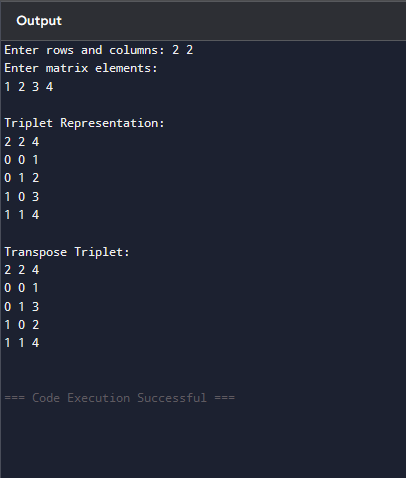 Output
Enter rows and columns: 2 2
Enter matrix elements:
1 2 3 4
Triplet Representation:
2 2 4
0 0 1
0 1 2
1 0 3
1 1 4
Transpose Triplet:
2 2 4
0 0 1
0 1 3
1 0 2
1 1 4
=== Code Execution Successful ===